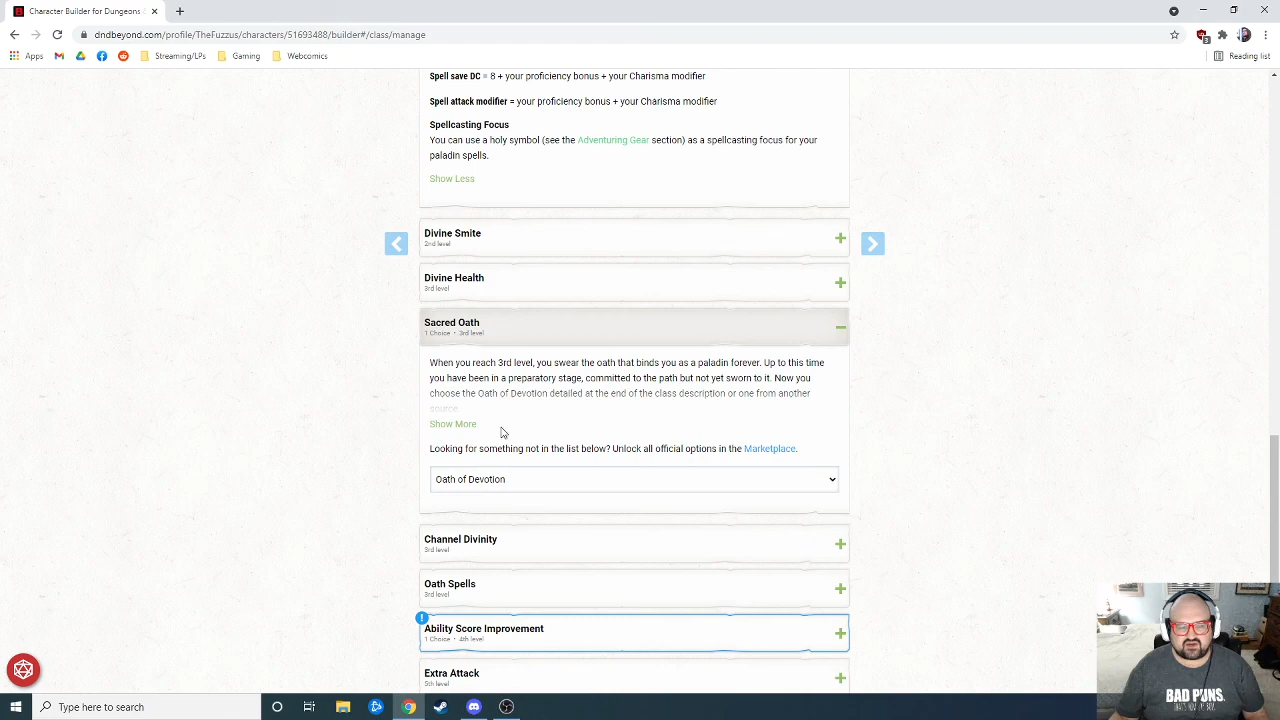 Character Builder for Dungeons
dndbeyond.com/profile/TheFuzzus/characters/51693488/builder#/class/manage
Apps
Streaming/LPs
Gaming
Webcomics
Reading list
Spell save DC = 8 + your proficiency bonus + your Charisma modifier
Spell attack modifier = your proficiency bonus + your Charisma modifier
Spellcasting Focus
You can use a holy symbol (see the Adventuring Gear section) as a spellcasting focus for your
paladin spells.
Show Less
Divine Smite
2nd level
Divine Health
3rd level
Sacred Oath
1 Choice • 3rd level
When you reach 3rd level, you swear the oath that binds you as a paladin forever. Up to this time
you have been in a preparatory stage, committed to the path but not yet sworn to it. Now you
choose the Oath of Devotion detailed at the end of the class description or one from another
source.
Show More
Looking for something not in the list below? Unlock all official options in the Marketplace.
Oath of Devotion
Channel Divinity
3rd level
Oath Spells
3rd level
!
Ability Score Improvement
1 Choice • 4th level
Extra Attack
5th level
BAD PUNS.
Type here to search